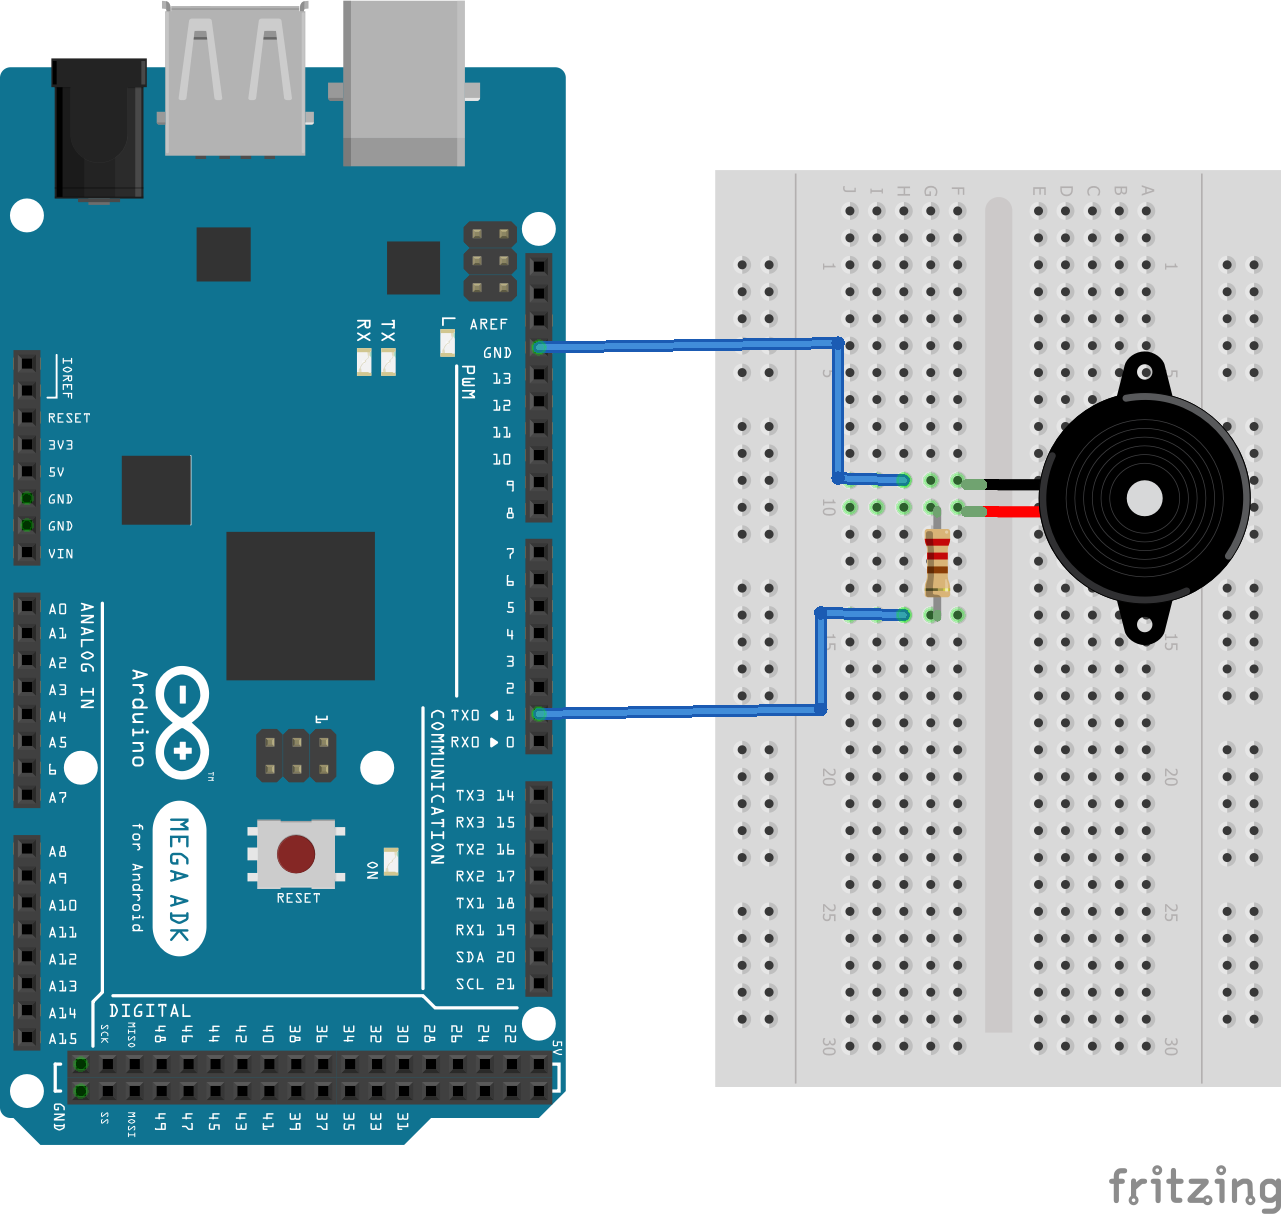 RX
TX
L
AREF
GND
13
12
11
10
9
8
PWM
7
6
5
4
3
2
TX0 ◀ 1
RX0 ▶ 0
TX3 14
RX3 15
TX2 16
RX2 17
TX1 18
RX1 19
SDA 20
SCL 21
COMMUNICATION
IOREF
RESET
3V3
5V
GND
GND
VIN
A0
A1
A2
A3
A4
A5
6
A7
ANALOG IN
A8
A9
A10
A11
A12
A13
A14
A15
Arduino
TM
MEGA ADK
for Android
1
RESET
ON
DIGITAL
SCK
MISO
48
46
44
42
40
38
36
34
32
30
28
26
24
22
5V
GND
SS
MOSI
49
47
45
43
41
39
37
35
33
31
J I H G F E D C B A
1 1
5 5
10
15 15
20 20
25 25
30 30
fritzing